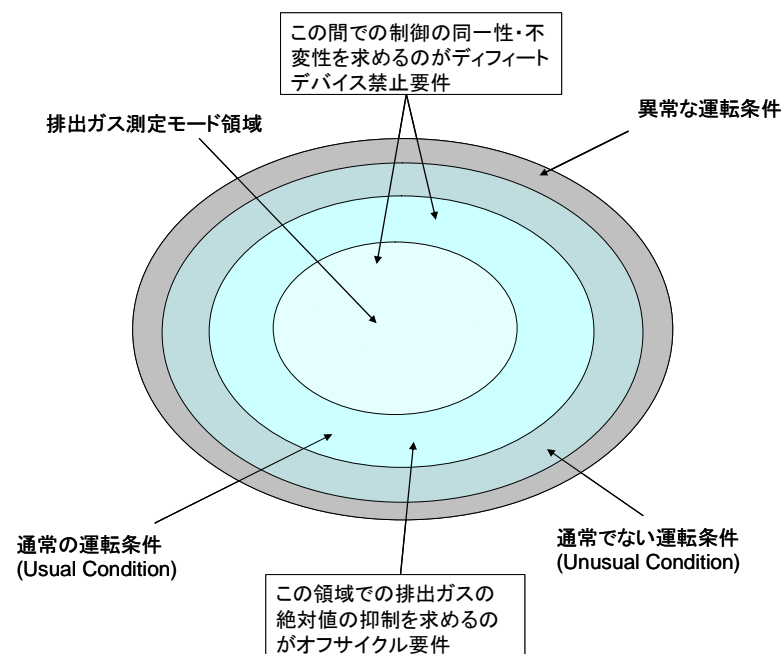 この間での制御の同一性・不
変性を求めるのがディフィート
デバイス禁止要件
異常な運転条件
排出ガス測定モード領域
通常の運転条件
(Usual Condition)
通常でない運転条件
(Unusual Condition)
この領域での排出ガスの
絶対値の抑制を求めるの
がオフサイクル要件